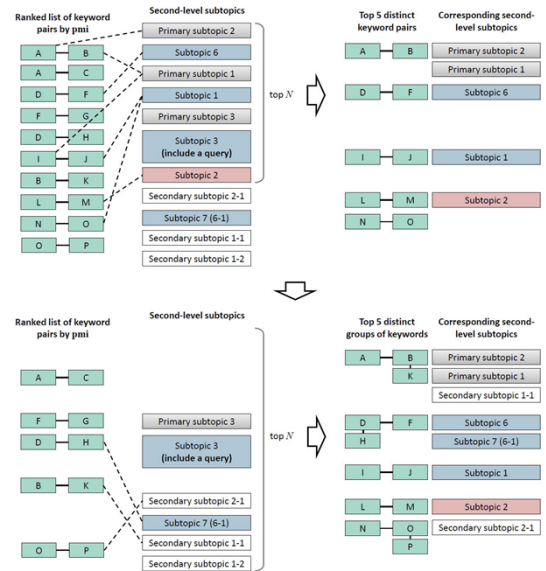 Ranked list of keyword
pairs by pmi
Second-level subtopics
Top 5 distinct
keyword pairs
Corresponding second-
level subtopics
A B
A C
D F
F G
D H
I J
B K
L M
N O
O P
Primary subtopic 2
Subtopic 6
Primary subtopic 1
Subtopic 1
Primary subtopic 3
Subtopic 3
(include a query)
Subtopic 2
Secondary subtopic 2-1
Subtopic 7 (6-1)
Secondary subtopic 1-1
Secondary subtopic 1-2
top N
A B
Primary subtopic 2
Primary subtopic 1
D F
Subtopic 6
I J
Subtopic 1
L M
Subtopic 2
N O
Ranked list of keyword
pairs by pmi
Second-level subtopics
Top 5 distinct
groups of keywords
Corresponding second-
level subtopics
A C
F G
D H
B K
O P
Primary subtopic 3
Subtopic 3
(include a query)
Secondary subtopic 2-1
Subtopic 7 (6-1)
Secondary subtopic 1-1
Secondary subtopic 1-2
top N
A B
Primary subtopic 2
K
Primary subtopic 1
Secondary subtopic 1-1
D F
Subtopic 6
H
Subtopic 7 (6-1)
I J
Subtopic 1
L M
Subtopic 2
N O
Secondary subtopic 2-1
P